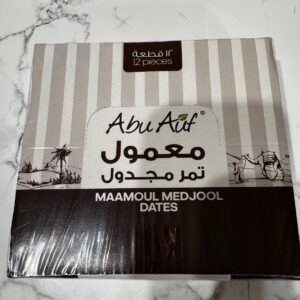 ١٢ قطعة
12 pieces
Abu Auf®
معمول
تمر مجدول
MAAMOUL MEDJOOL
DATES